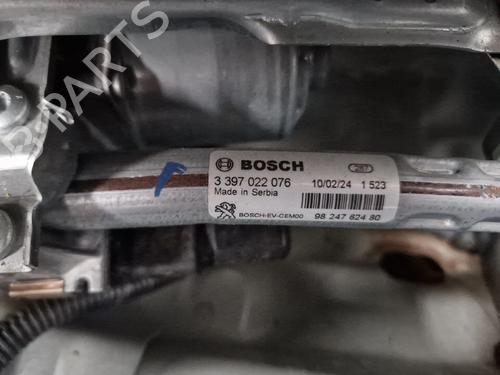 B-PARTS
BOSCH
287
3 397 022 076 10/02/24 1 523
Made in Serbia
BOSCH-EV-CEM00 98 247 624 80